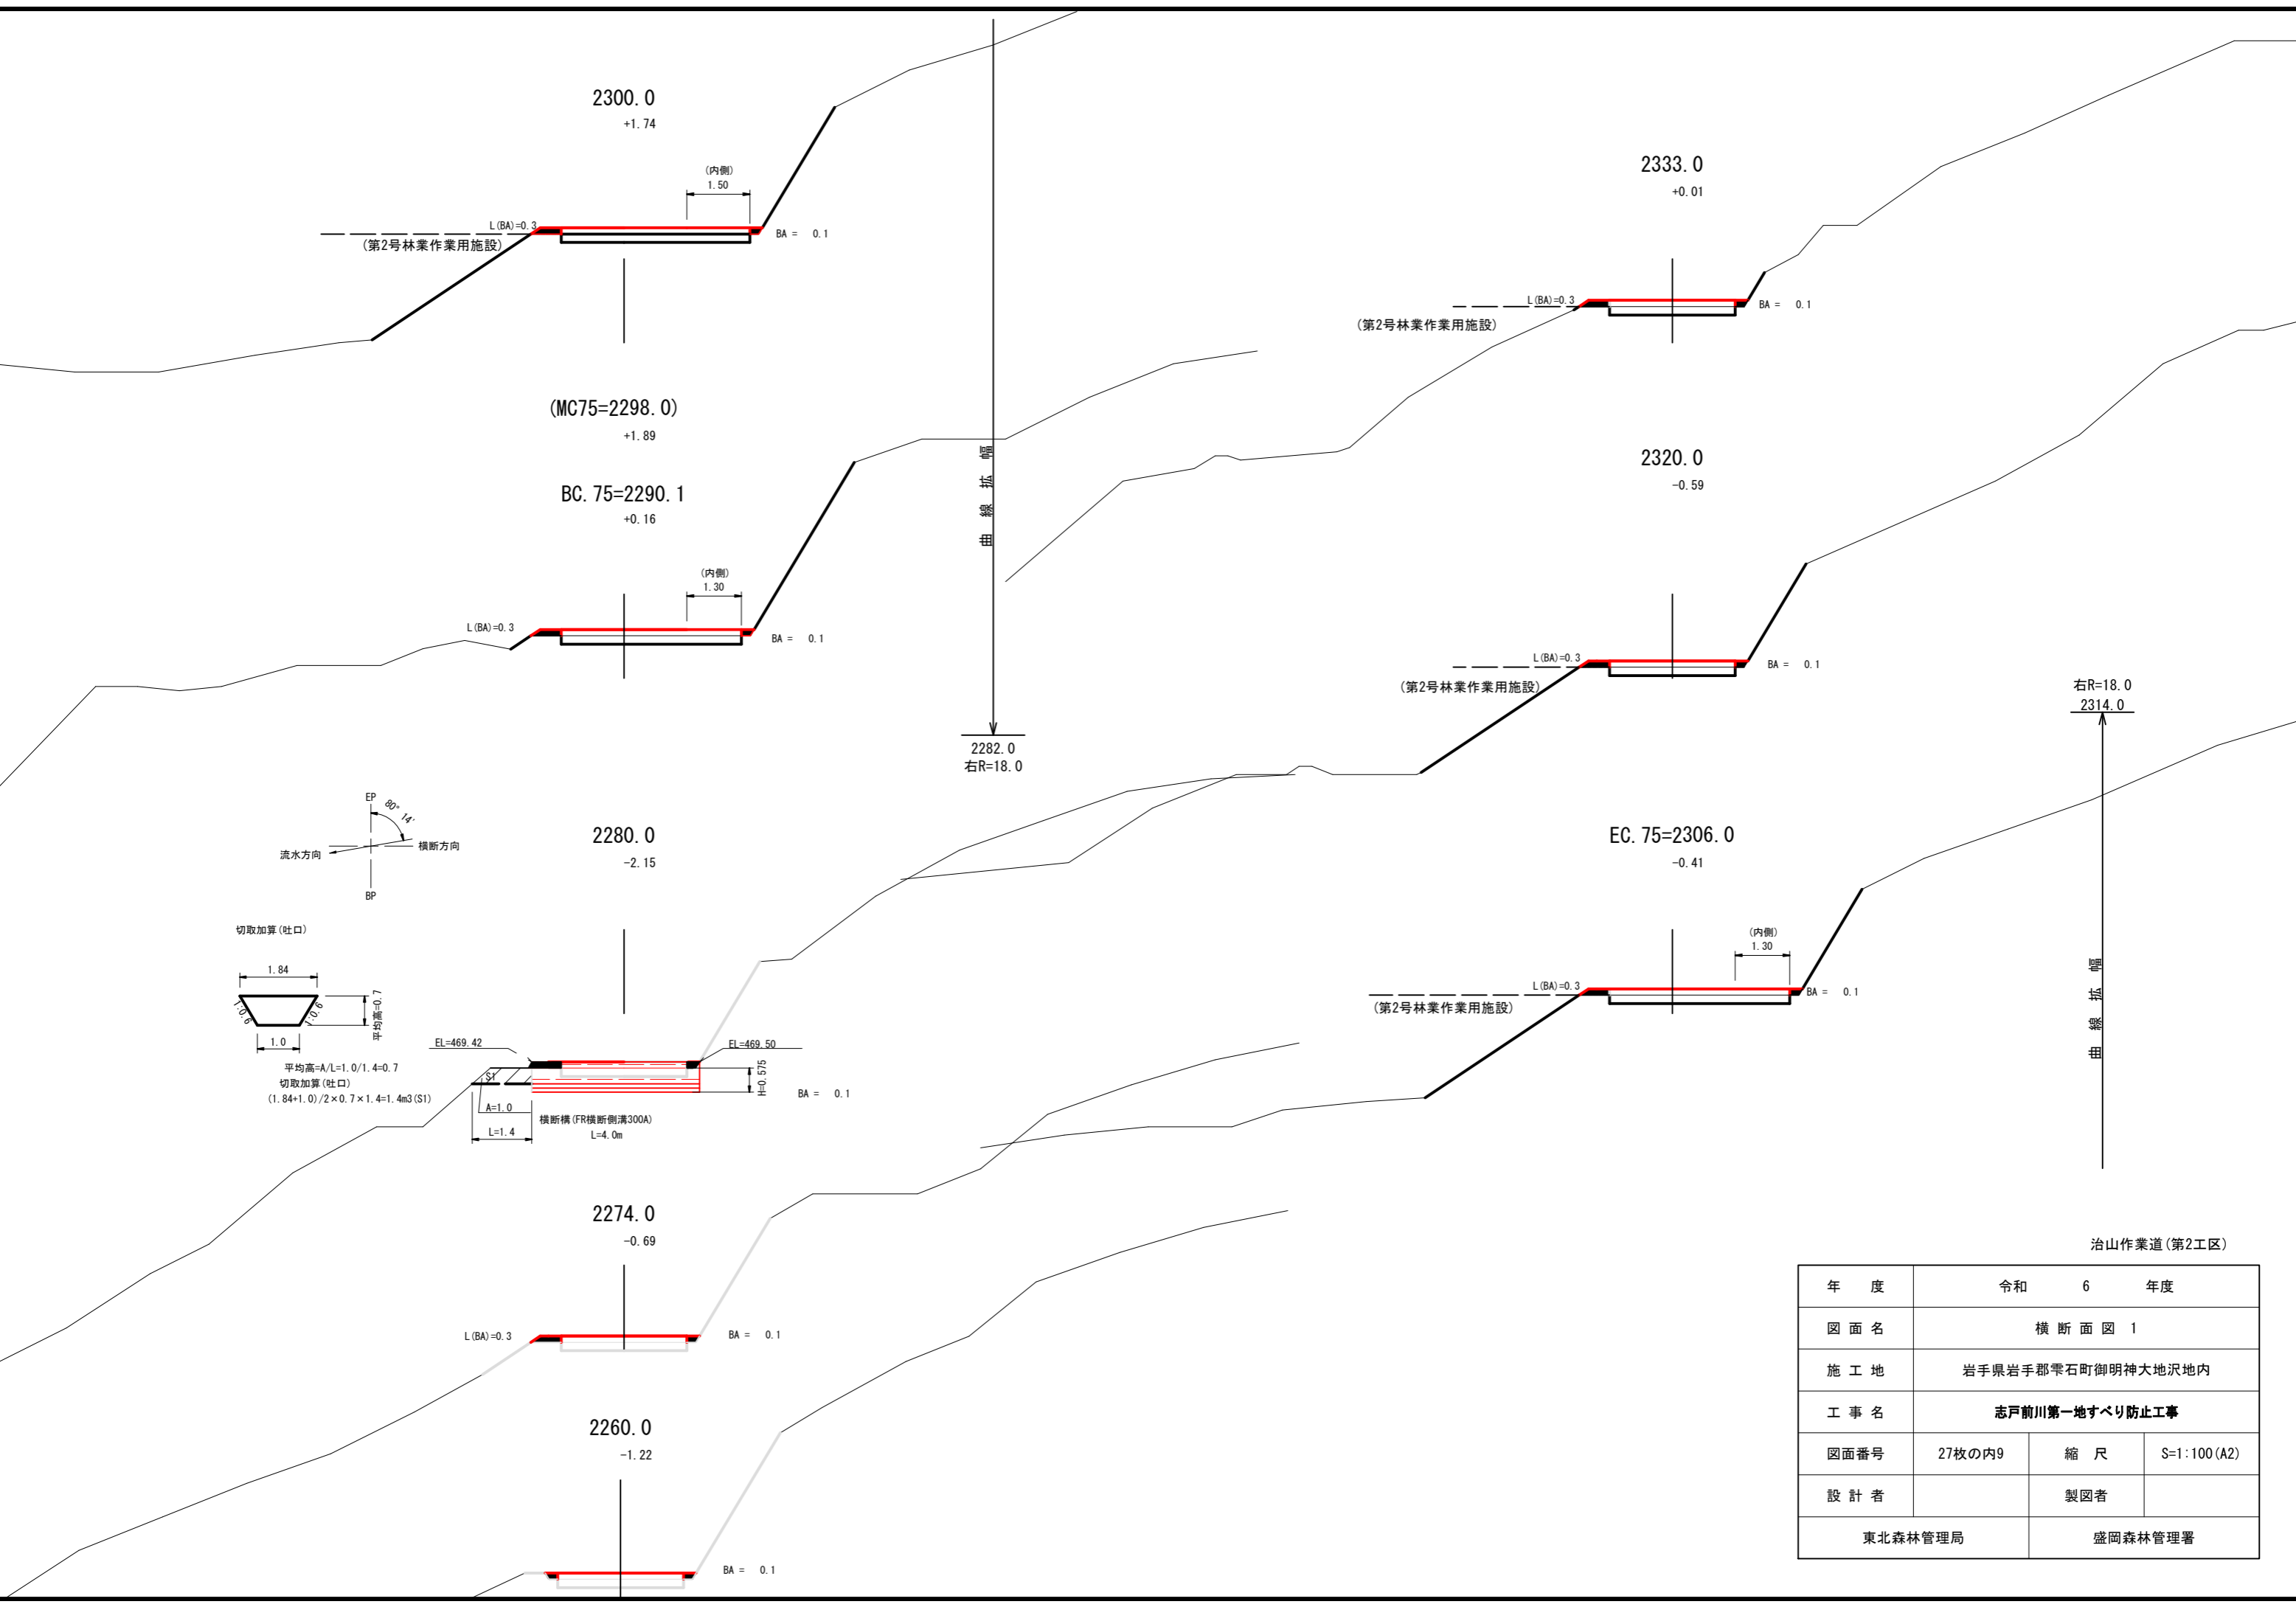 2300.0
+1.74
(内側)
1.50
L(BA)=0.3
(第2号林業作業用施設)
BA = 0.1
(MC75=2298.0)
+1.89
BC.75=2290.1
+0.16
(内側)
1.30
L(BA)=0.3
BA = 0.1
曲線拡幅
2282.0
右R=18.0
EP
80° 14'
流水方向
横断方向
BP
2280.0
-2.15
切取加算(吐口)
1.84
1:0.6
1:0.6
平均高=0.7
1.0
平均高=A/L=1.0/1.4=0.7
切取加算(吐口)
(1.84+1.0)/2×0.7×1.4=1.4m3(S1)
EL=469.42
EL=469.50
S1
H=0.575
BA = 0.1
A=1.0
L=1.4
横断横(FR横断側溝300A)
L=4.0m
2274.0
-0.69
L(BA)=0.3
BA = 0.1
2260.0
-1.22
BA = 0.1
2333.0
+0.01
L(BA)=0.3
(第2号林業作業用施設)
BA = 0.1
2320.0
-0.59
L(BA)=0.3
(第2号林業作業用施設)
BA = 0.1
右R=18.0
2314.0
曲線拡幅
EC.75=2306.0
-0.41
(内側)
1.30
L(BA)=0.3
(第2号林業作業用施設)
BA = 0.1
治山作業道(第2工区)
年 度 令和 6 年度
図面名 横断面図 1
施工地 岩手県岩手郡雫石町御明神大地沢地内
工事名 志戸前川第一地すべり防止工事
図面番号 27枚の内9 縮尺 S=1:100(A2)
設計者 製図者
東北森林管理局 盛岡森林管理署